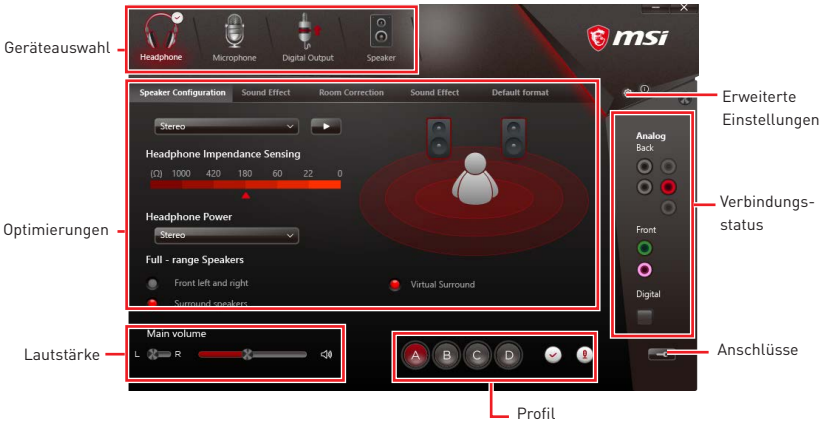 Geräteauswahl
Headphone
Microphone
Digital Output
Speaker
msi
Speaker Configuration
Sound Effect
Room Correction
Sound Effect
Default format
Erweiterte
Einstellungen
Stereo
Headphone Impendance Sensing
(Ω) 1000 420 180 60 22 0
Headphone Power
Stereo
Full - range Speakers
Front left and right
Surround speakers
Virtual Surround
Optimierungen
Analog
Back
Front
Digital
Verbindungs-
status
Main volume
L R
Lautstärke
A B C D
Anschlüsse
Profil